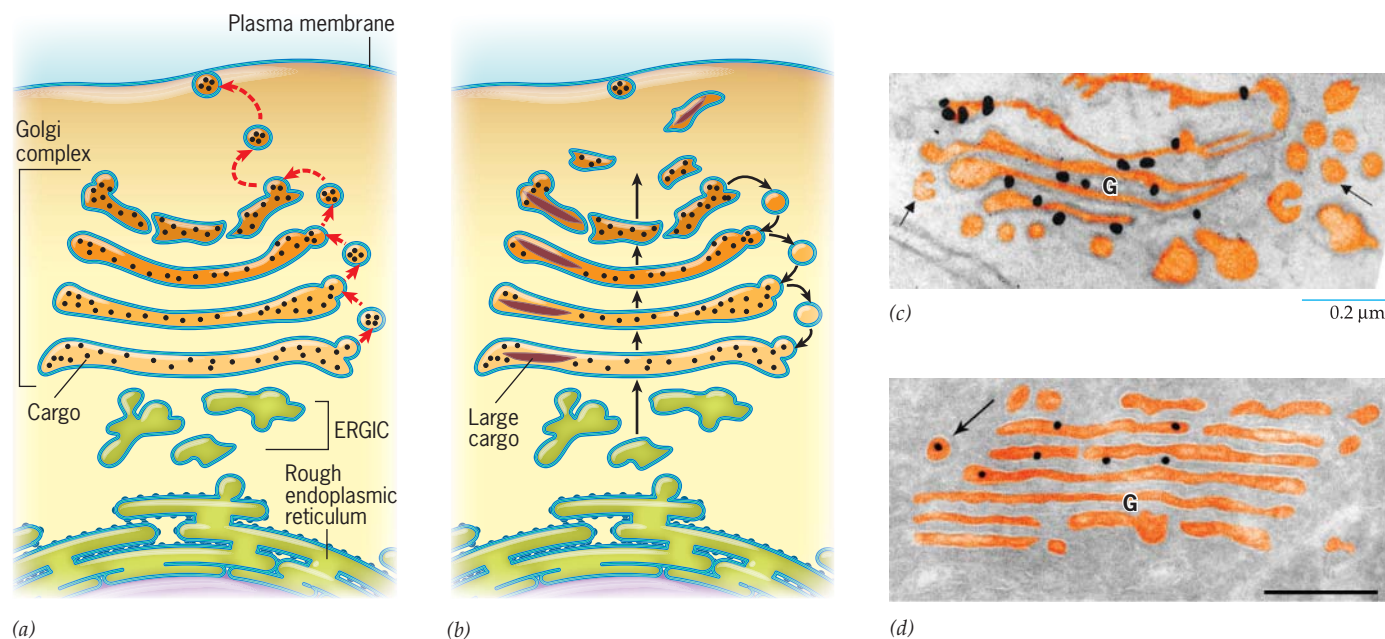 Plasma membrane
Golgi
complex
Cargo
ERGIC
Rough
endoplasmic
reticulum
(a)
Large
cargo
(b)
G
(c)
0.2 µm
G
(d)